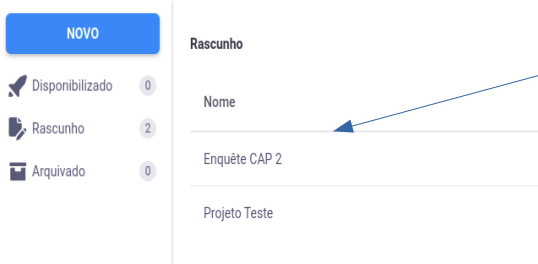 NOVO
Disponibilizado 0
Rascunho 2
Arquivado 0
Rascunho
Nome
Enquête CAP 2
Projeto Teste